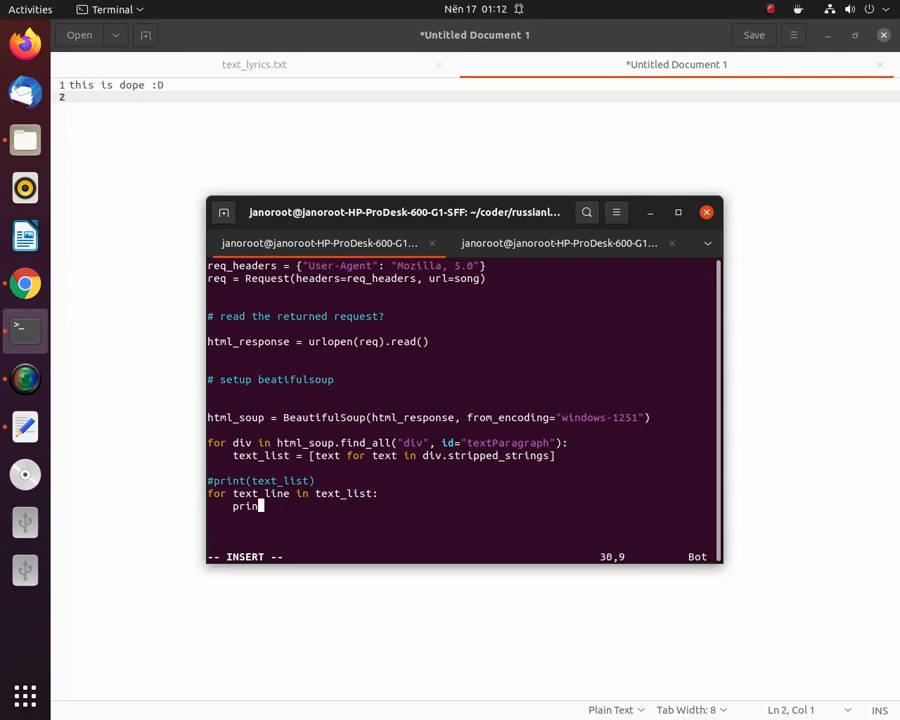 Activities
Terminal
Nën 17 01:12
Open
*Untitled Document 1
Save
text_lyrics.txt
*Untitled Document 1
1 this is dope :D
2
janoroot@janoroot-HP-ProDesk-600-G1-SFF: ~/coder/russianl...
janoroot@janoroot-HP-ProDesk-600-G1...
janoroot@janoroot-HP-ProDesk-600-G1...
req_headers = {"User-Agent": "Mozilla, 5.0"}
req = Request(headers=req_headers, url=song)
# read the returned request?
html_response = urlopen(req).read()
# setup beatifulsoup
html_soup = BeautifulSoup(html_response, from_encoding="windows-1251")
for div in html_soup.find_all("div", id="textParagraph"):
    text_list = [text for text in div.stripped_strings]
#print(text_list)
for text_line in text_list:
    prin
-- INSERT --
30,9
Bot
Plain Text
Tab Width: 8
Ln 2, Col 1
INS